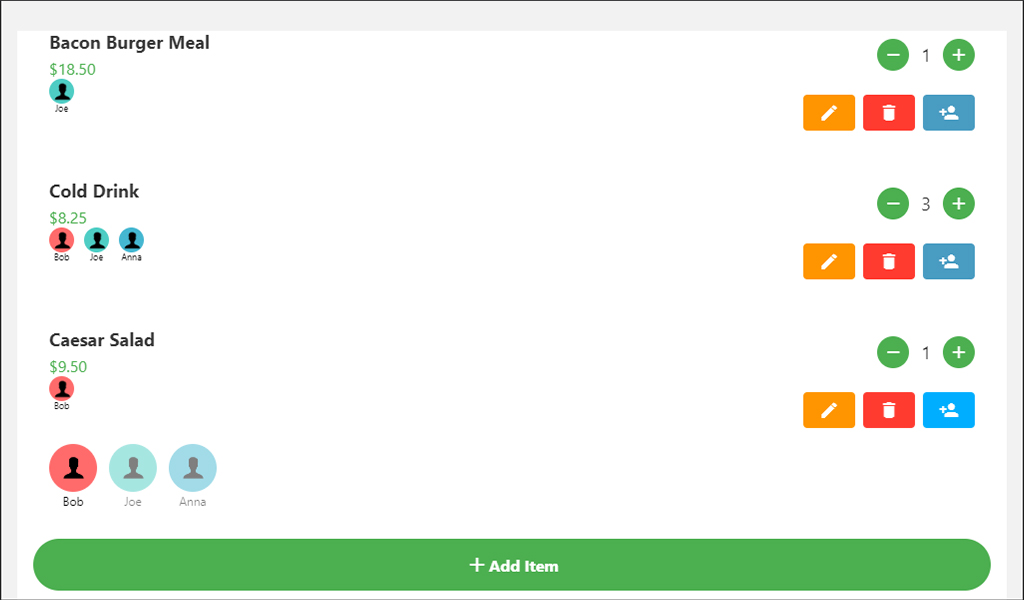 Bacon Burger Meal
$18.50
1
Joe
Cold Drink
$8.25
3
Bob Joe Anna
Caesar Salad
$9.50
1
Bob
Bob Joe Anna
+ Add Item